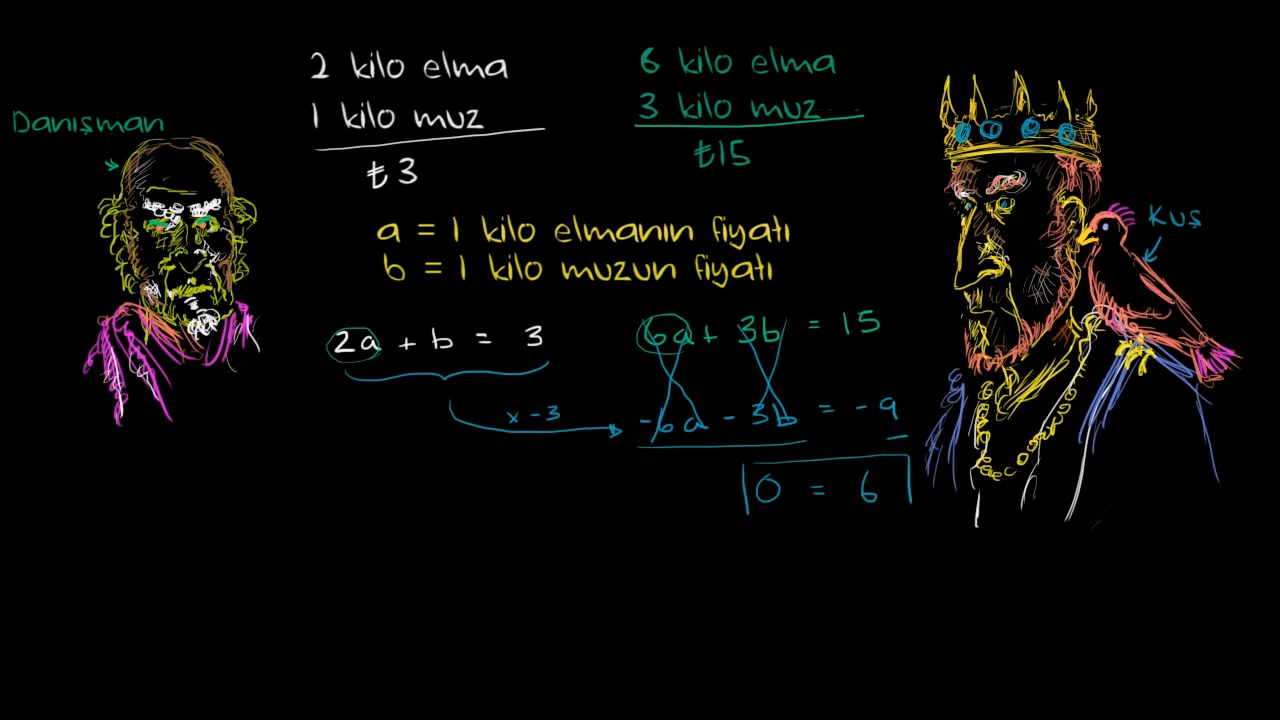 2 kilo elma
1 kilo muz
₺3
6 kilo elma
3 kilo muz
₺15
Danışman
Kuş
a = 1 kilo elmanın fiyatı
b = 1 kilo muzun fiyatı
2a + b = 3
6a + 3b = 15
x -3
-6a - 3b = -9
0 = 6